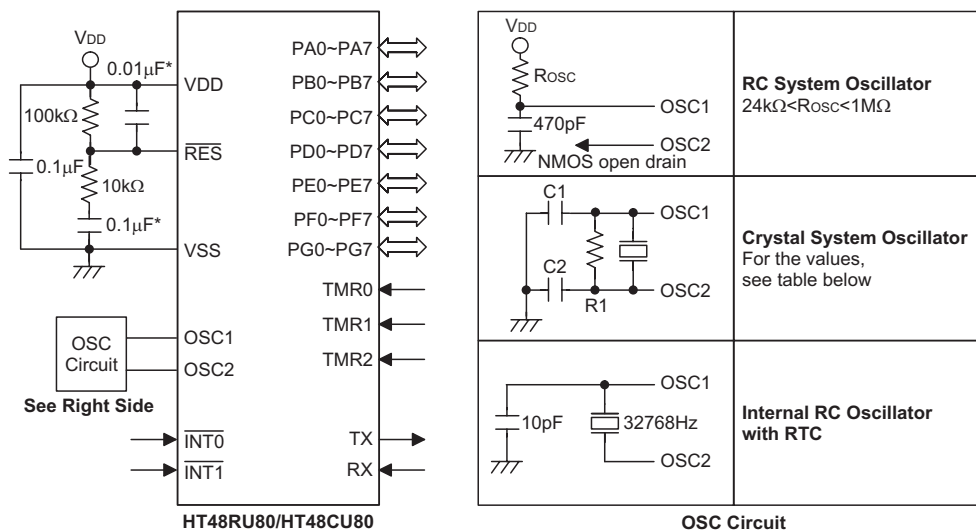 VDD
0.01µF*
VDD
100kΩ
RES
0.1µF
10kΩ
0.1µF*
VSS
OSC
Circuit
OSC1
OSC2
See Right Side
INT0
INT1
PA0~PA7
PB0~PB7
PC0~PC7
PD0~PD7
PE0~PE7
PF0~PF7
PG0~PG7
TMR0
TMR1
TMR2
TX
RX
HT48RU80/HT48CU80
VDD
ROSC
OSC1
470pF
OSC2
NMOS open drain
RC System Oscillator
24kΩ<ROSC<1MΩ
C1
OSC1
C2
OSC2
R1
Crystal System Oscillator
For the values,
see table below
OSC1
10pF
32768Hz
OSC2
Internal RC Oscillator
with RTC
OSC Circuit